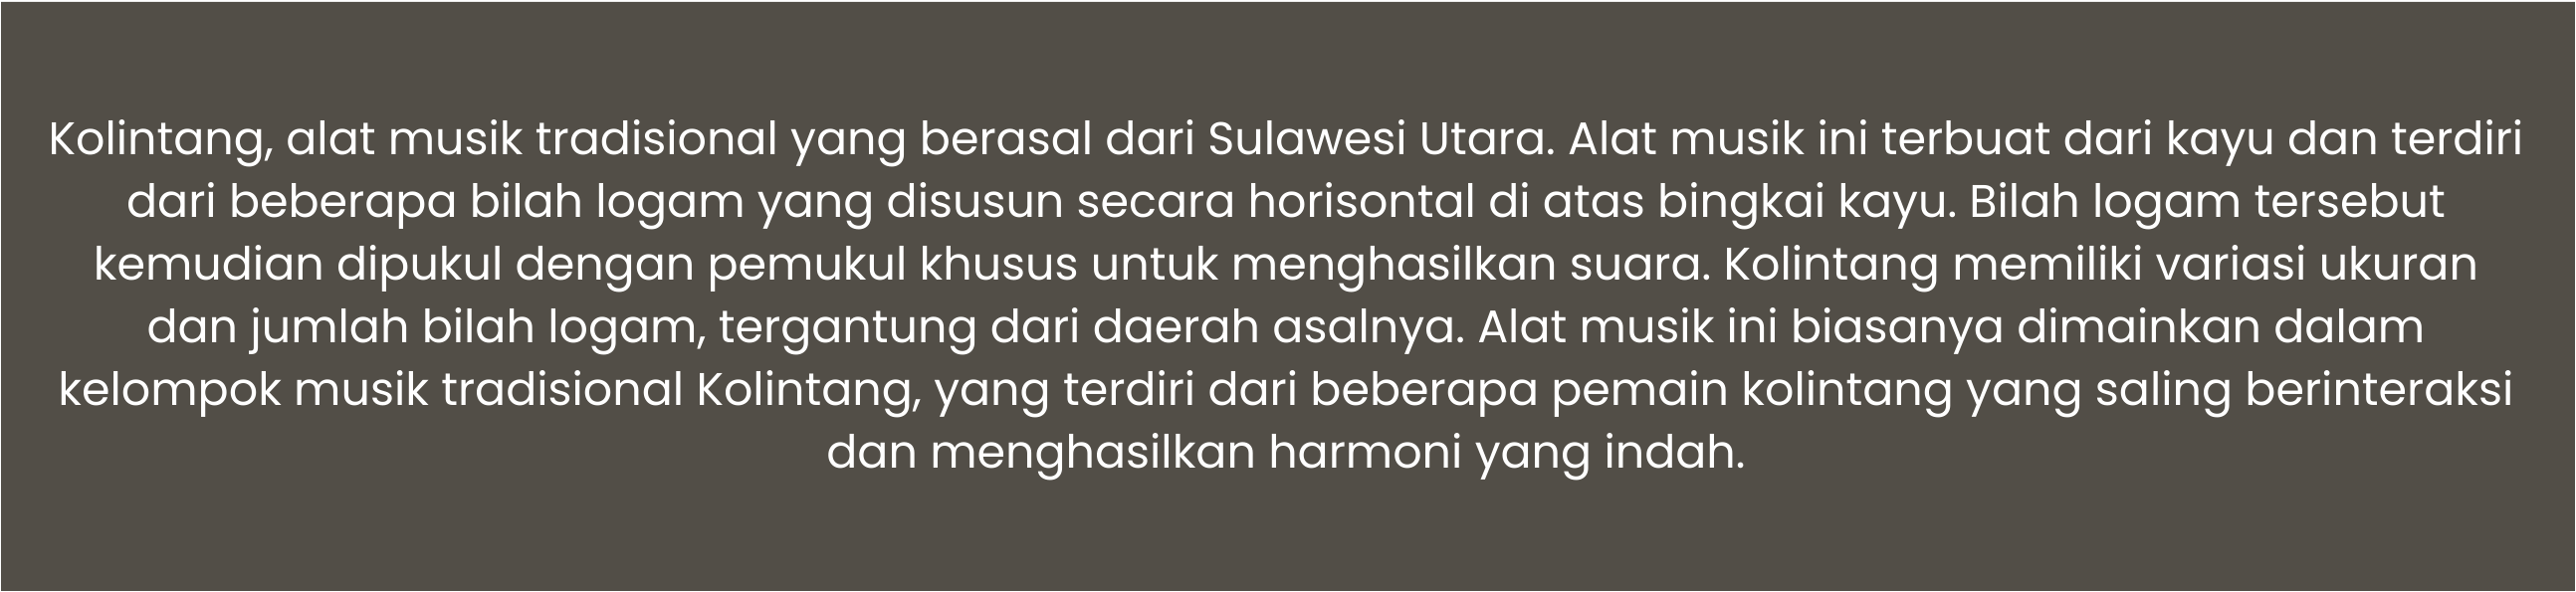 Kolintang, alat musik tradisional yang berasal dari Sulawesi Utara. Alat musik ini terbuat dari kayu dan terdiri
dari beberapa bilah logam yang disusun secara horisontal di atas bingkai kayu. Bilah logam tersebut
kemudian dipukul dengan pemukul khusus untuk menghasilkan suara. Kolintang memiliki variasi ukuran
dan jumlah bilah logam, tergantung dari daerah asalnya. Alat musik ini biasanya dimainkan dalam
kelompok musik tradisional Kolintang, yang terdiri dari beberapa pemain kolintang yang saling berinteraksi
dan menghasilkan harmoni yang indah.